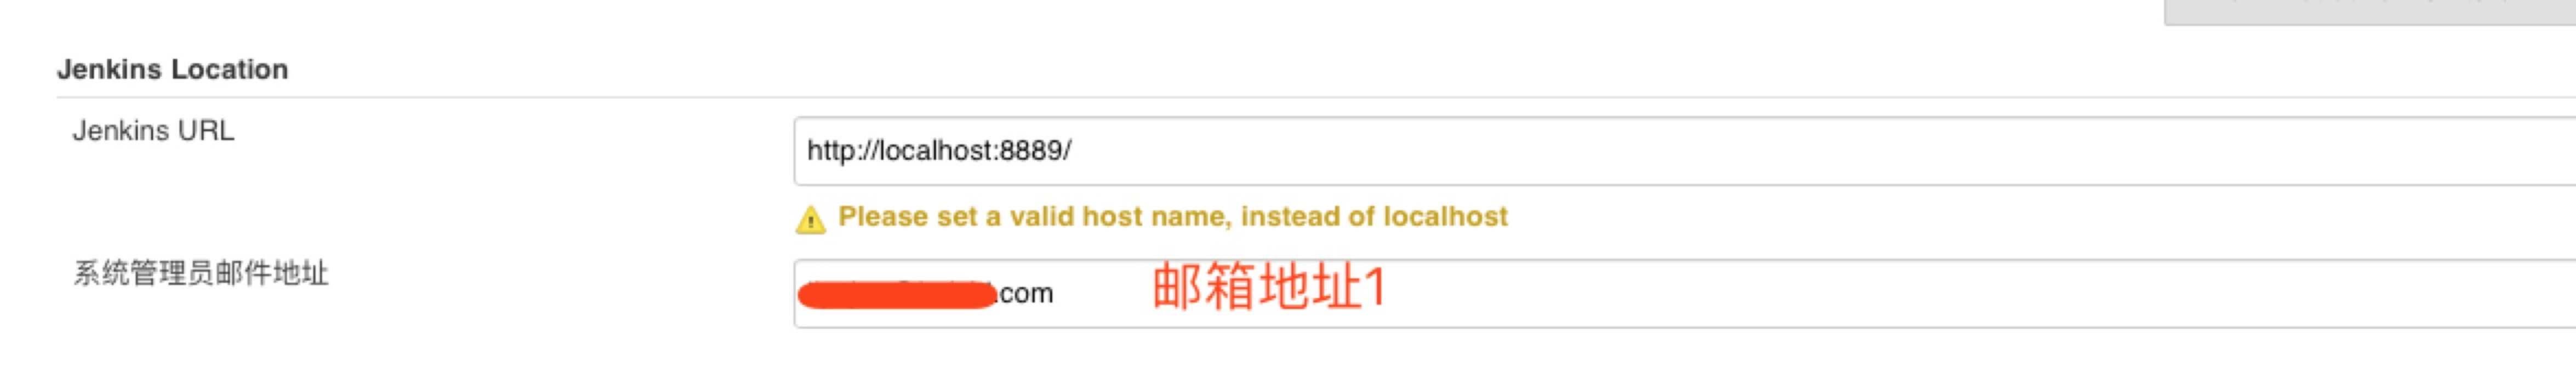 Jenkins Location
Jenkins URL
http://localhost:8889/
Please set a valid host name, instead of localhost
系统管理员邮件地址
.com 邮箱地址1